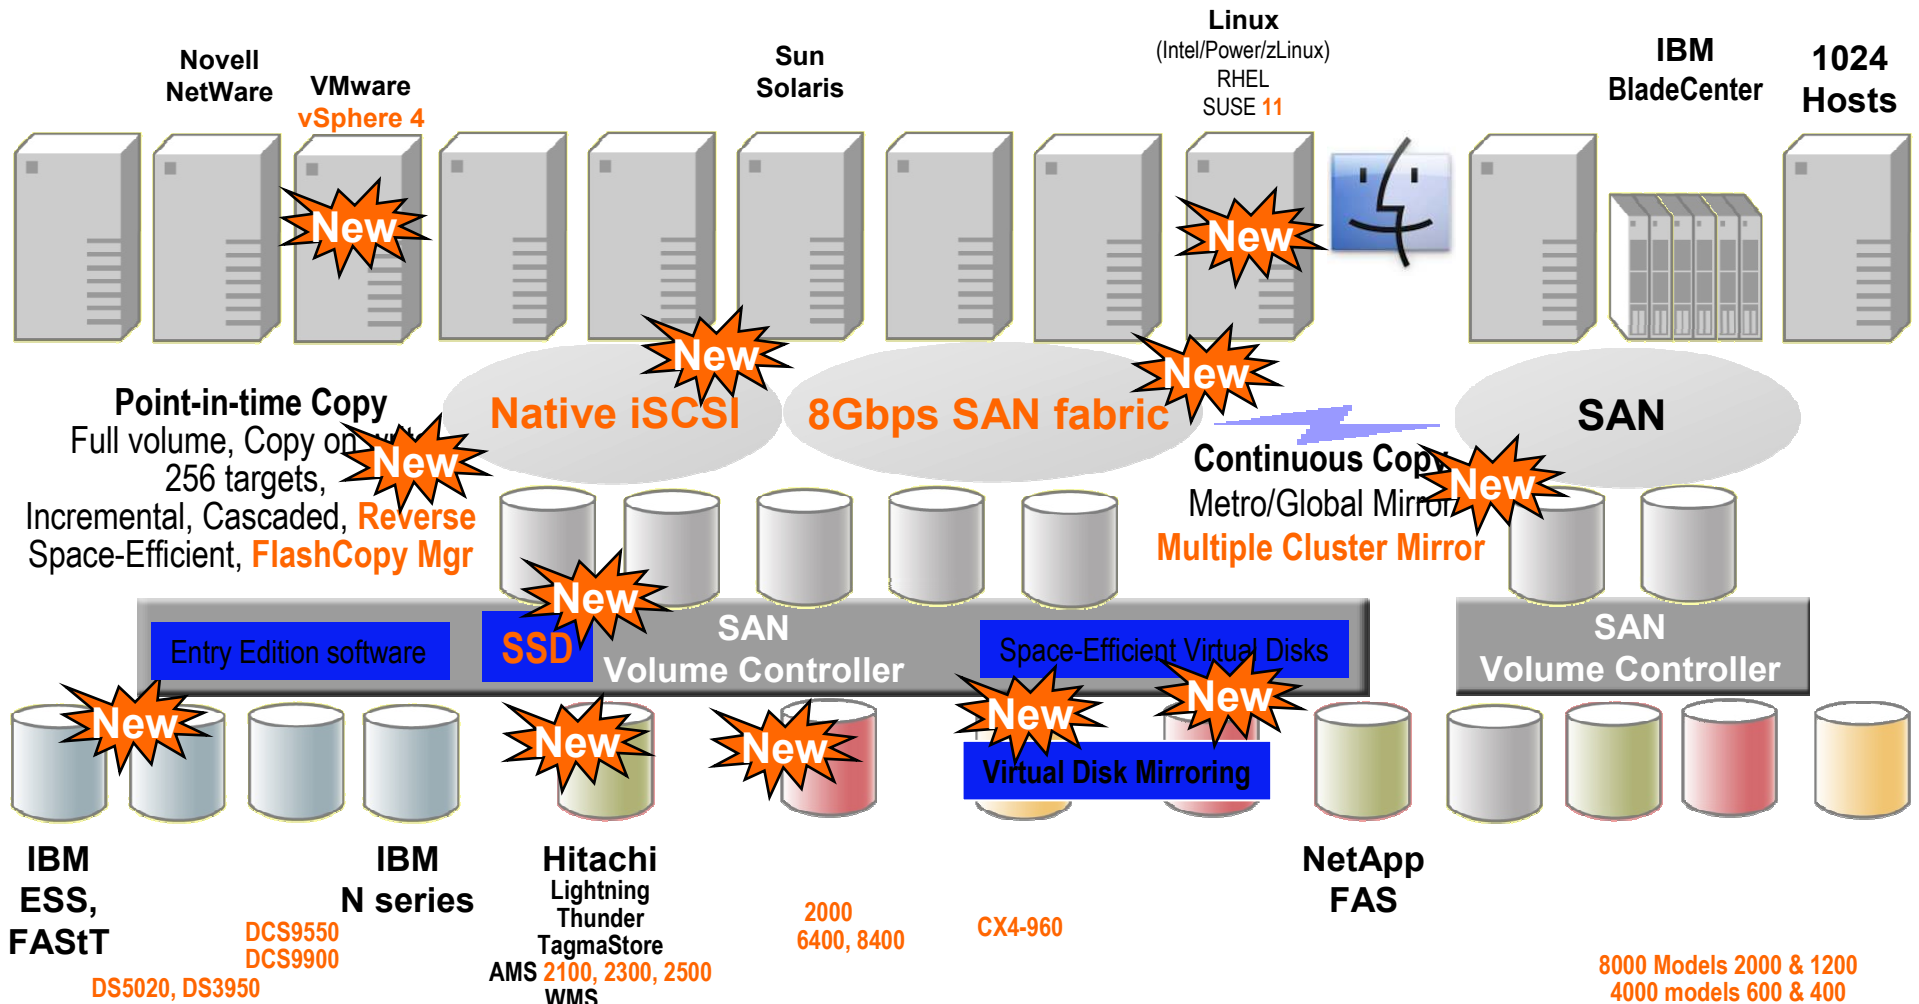 Novell
NetWare
VMware
vSphere 4
Sun
Solaris
Linux
(Intel/Power/zLinux)
RHEL
SUSE 11
IBM
BladeCenter
1024
Hosts
New
New
New
New
Point-in-time Copy
Full volume, Copy on
256 targets,
Incremental, Cascaded, Reverse
Space-Efficient, FlashCopy Mgr
New
Native iSCSI
8Gbps SAN fabric
SAN
Continuous Copy
Metro/Global Mirror
Multiple Cluster Mirror
New
New
Entry Edition software
SSD
SAN
Volume Controller
Space-Efficient Virtual Disks
SAN
Volume Controller
New
New
New
New
New
Virtual Disk Mirroring
IBM
ESS,
FAStT
DS5020, DS3950
DCS9550
DCS9900
IBM
N series
Hitachi
Lightning
Thunder
TagmaStore
AMS 2100, 2300, 2500
WMS
2000
6400, 8400
CX4-960
NetApp
FAS
8000 Models 2000 & 1200
4000 models 600 & 400